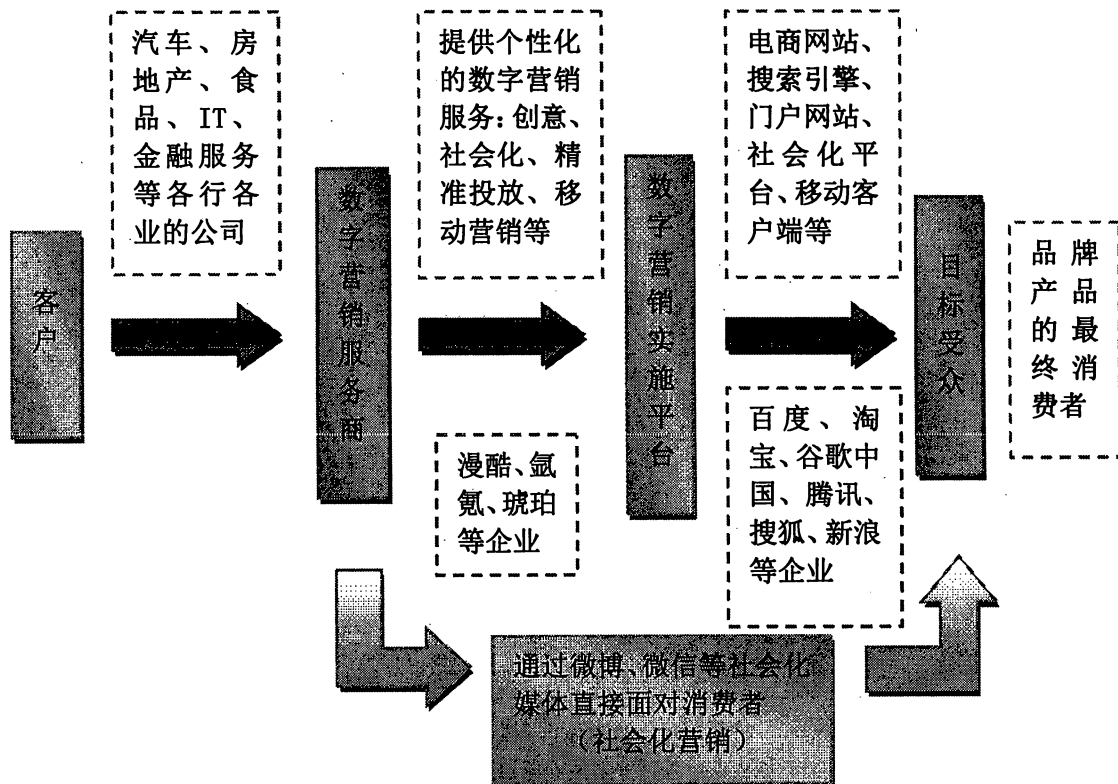 汽车、房
地产、食
品、IT、
金融服务
等各行各
业的公司
提供个性化
的数字营销
服务：创意、
社会化、精
准投放、移
动营销等
电商网站、
搜索引擎、
门户网站、
社会化平
台、移动客
户端等
客户
数字营销服务商
数字营销实施平台
目标受众
品牌
产品
的最
终消
费者
漫酷、氩
氪、琥珀
等企业
百度、淘
宝、谷歌中
国、腾讯、
搜狐、新浪
等企业
通过微博、微信等社会化
媒体直接面对消费者
（社会化营销）